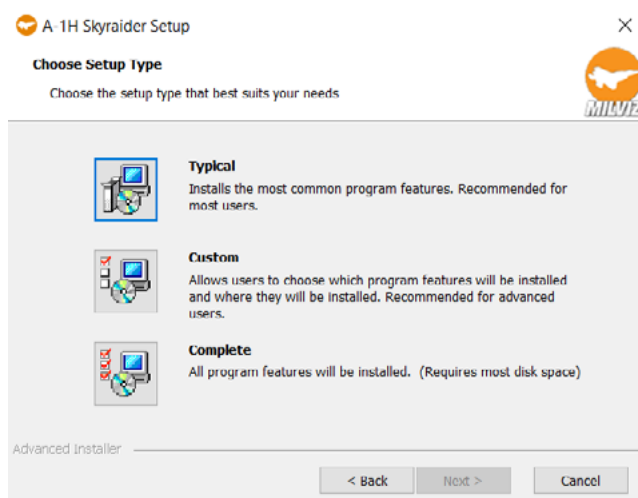 A-1H Skyraider Setup
Choose Setup Type
Choose the setup type that best suits your needs
MILVIZ
Typical
Installs the most common program features. Recommended for
most users.
Custom
Allows users to choose which program features will be installed
and where they will be installed. Recommended for advanced
users.
Complete
All program features will be installed. (Requires most disk space)
Advanced Installer
< Back
Next >
Cancel